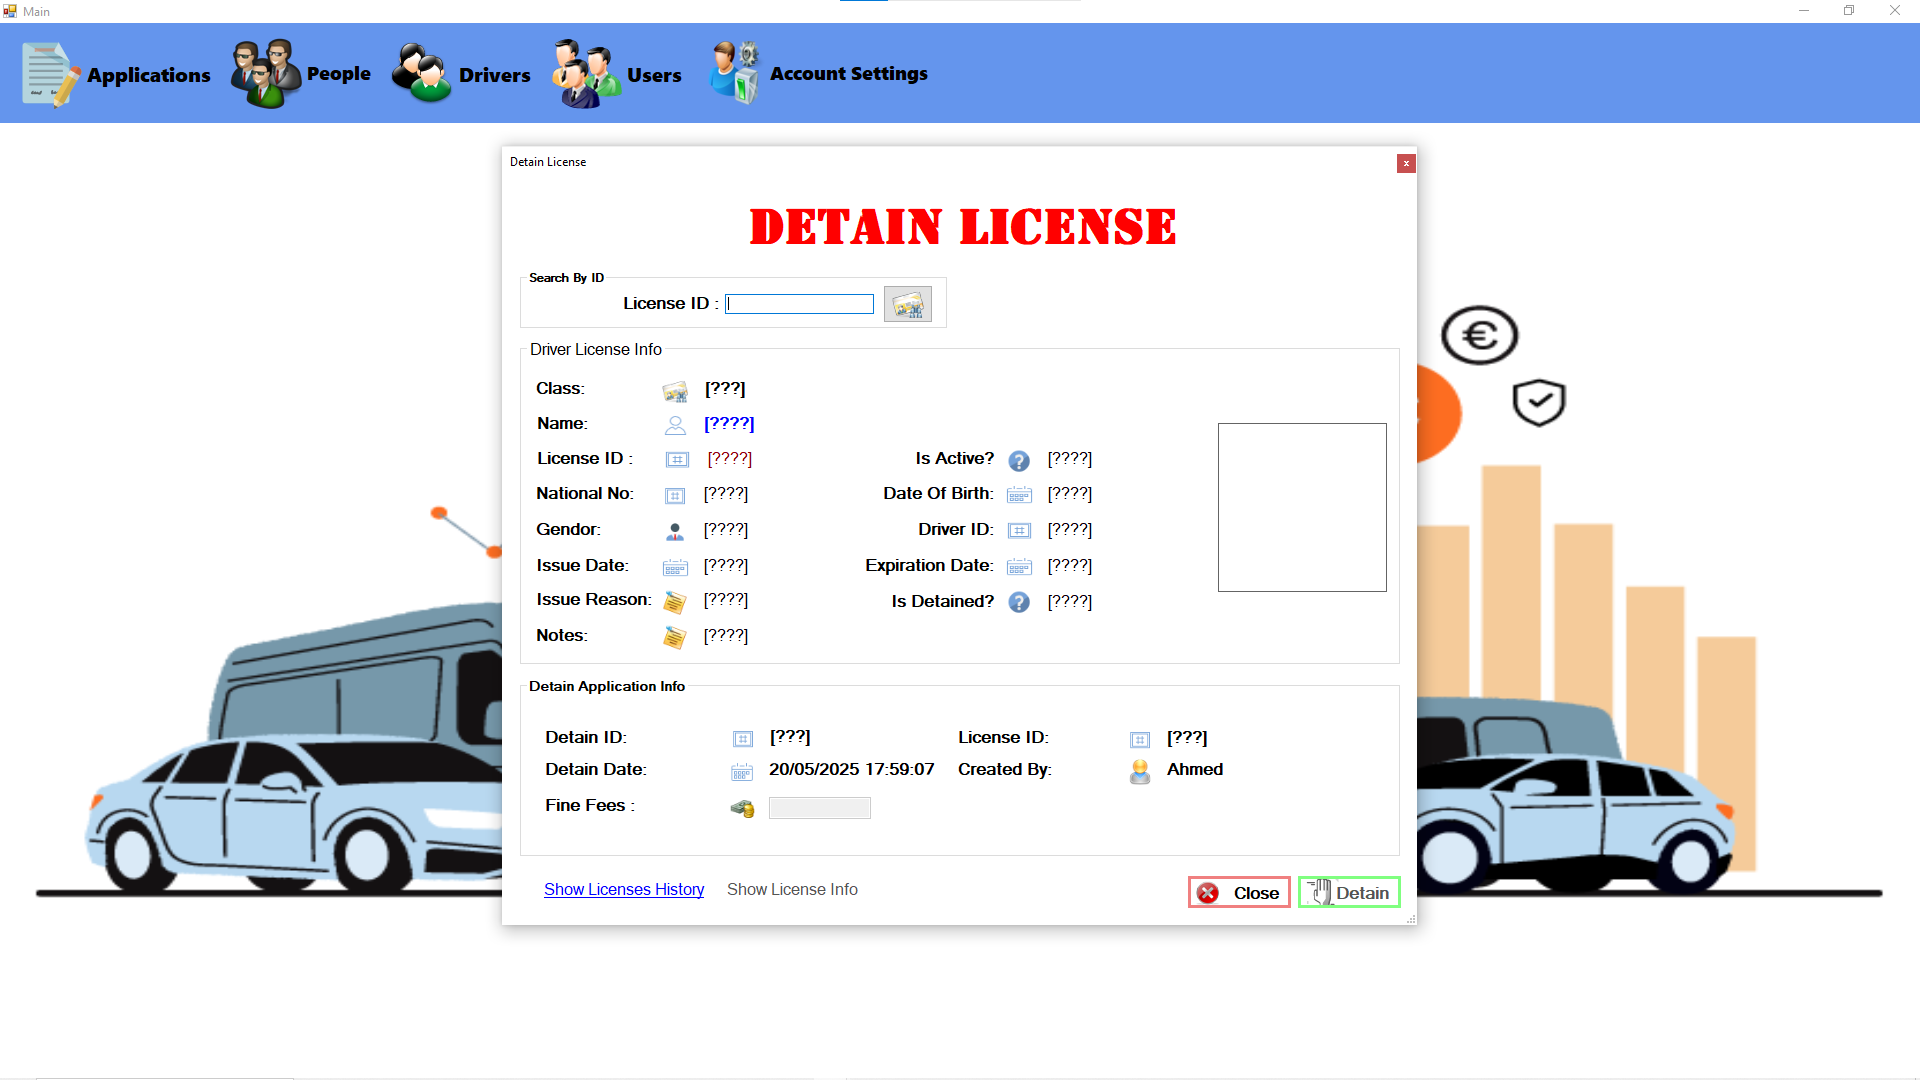 Main
Applications People Drivers Users Account Settings
Detain License
x
DETAIN LICENSE
Search By ID
License ID :
Driver License Info
Class: [???]
Name: [????]
License ID : [????] Is Active? [????]
National No: [????] Date Of Birth: [????]
Gendor: [????] Driver ID: [????]
Issue Date: [????] Expiration Date: [????]
Issue Reason: [????] Is Detained? [????]
Notes: [????]
Detain Application Info
Detain ID: [???] License ID: [???]
Detain Date: 20/05/2025 17:59:07 Created By: Ahmed
Fine Fees :
Show Licenses History Show License Info Close Detain